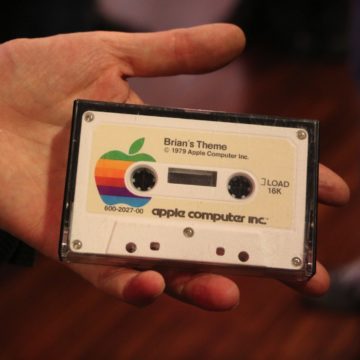 Brian's Theme
© 1979 Apple Computer Inc.
LOAD
16K
600-2027-00
apple computer inc.